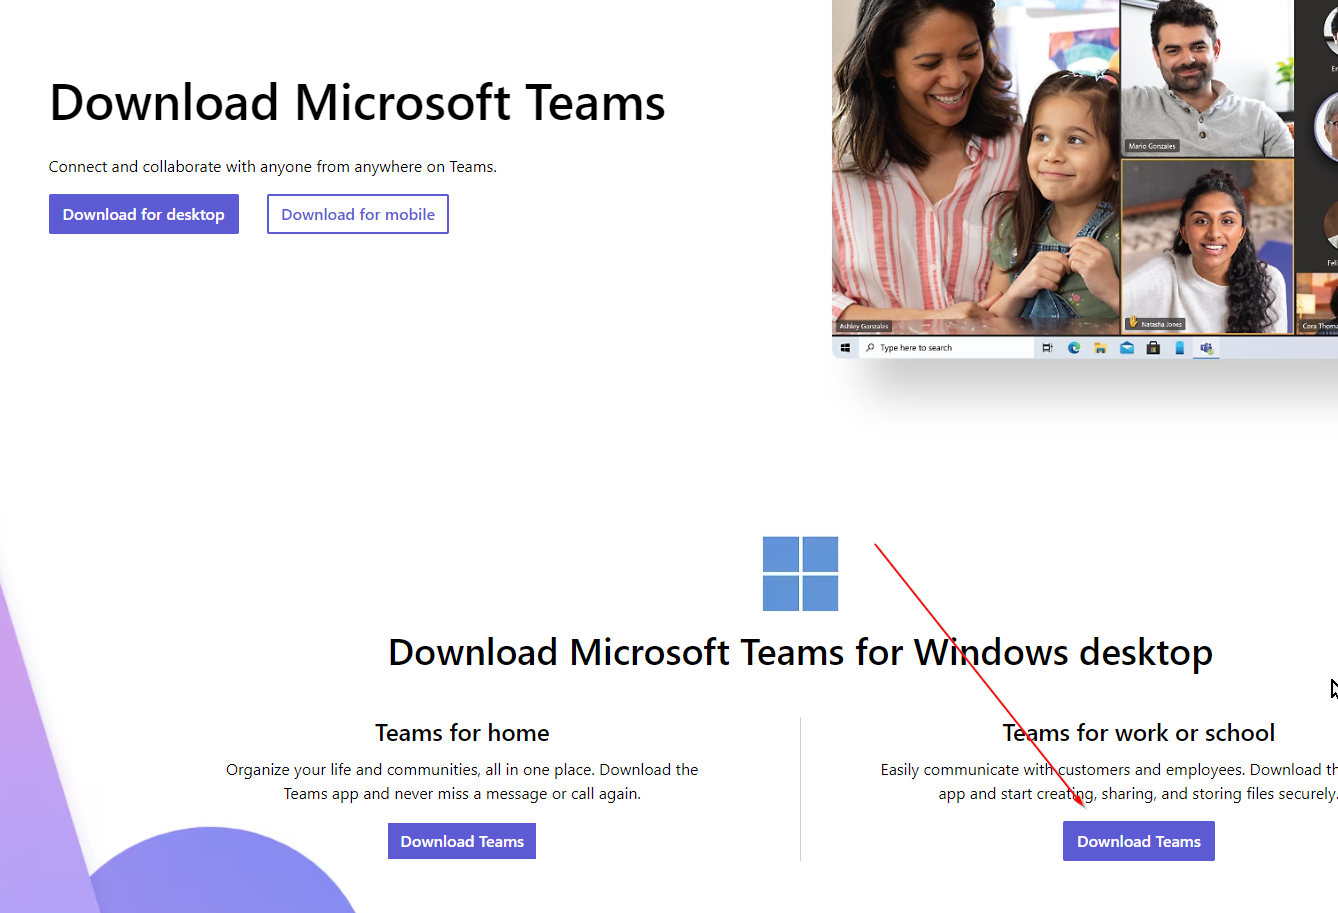 Download Microsoft Teams
Connect and collaborate with anyone from anywhere on Teams.
Download for desktop
Download for mobile
Mario Gonzales
Ashley Gonzales
Natasha Jones
Type here to search
Download Microsoft Teams for Windows desktop
Teams for home
Organize your life and communities, all in one place. Download the
Teams app and never miss a message or call again.
Download Teams
Teams for work or school
Easily communicate with customers and employees. Download
app and start creating, sharing, and storing files securely.
Download Teams